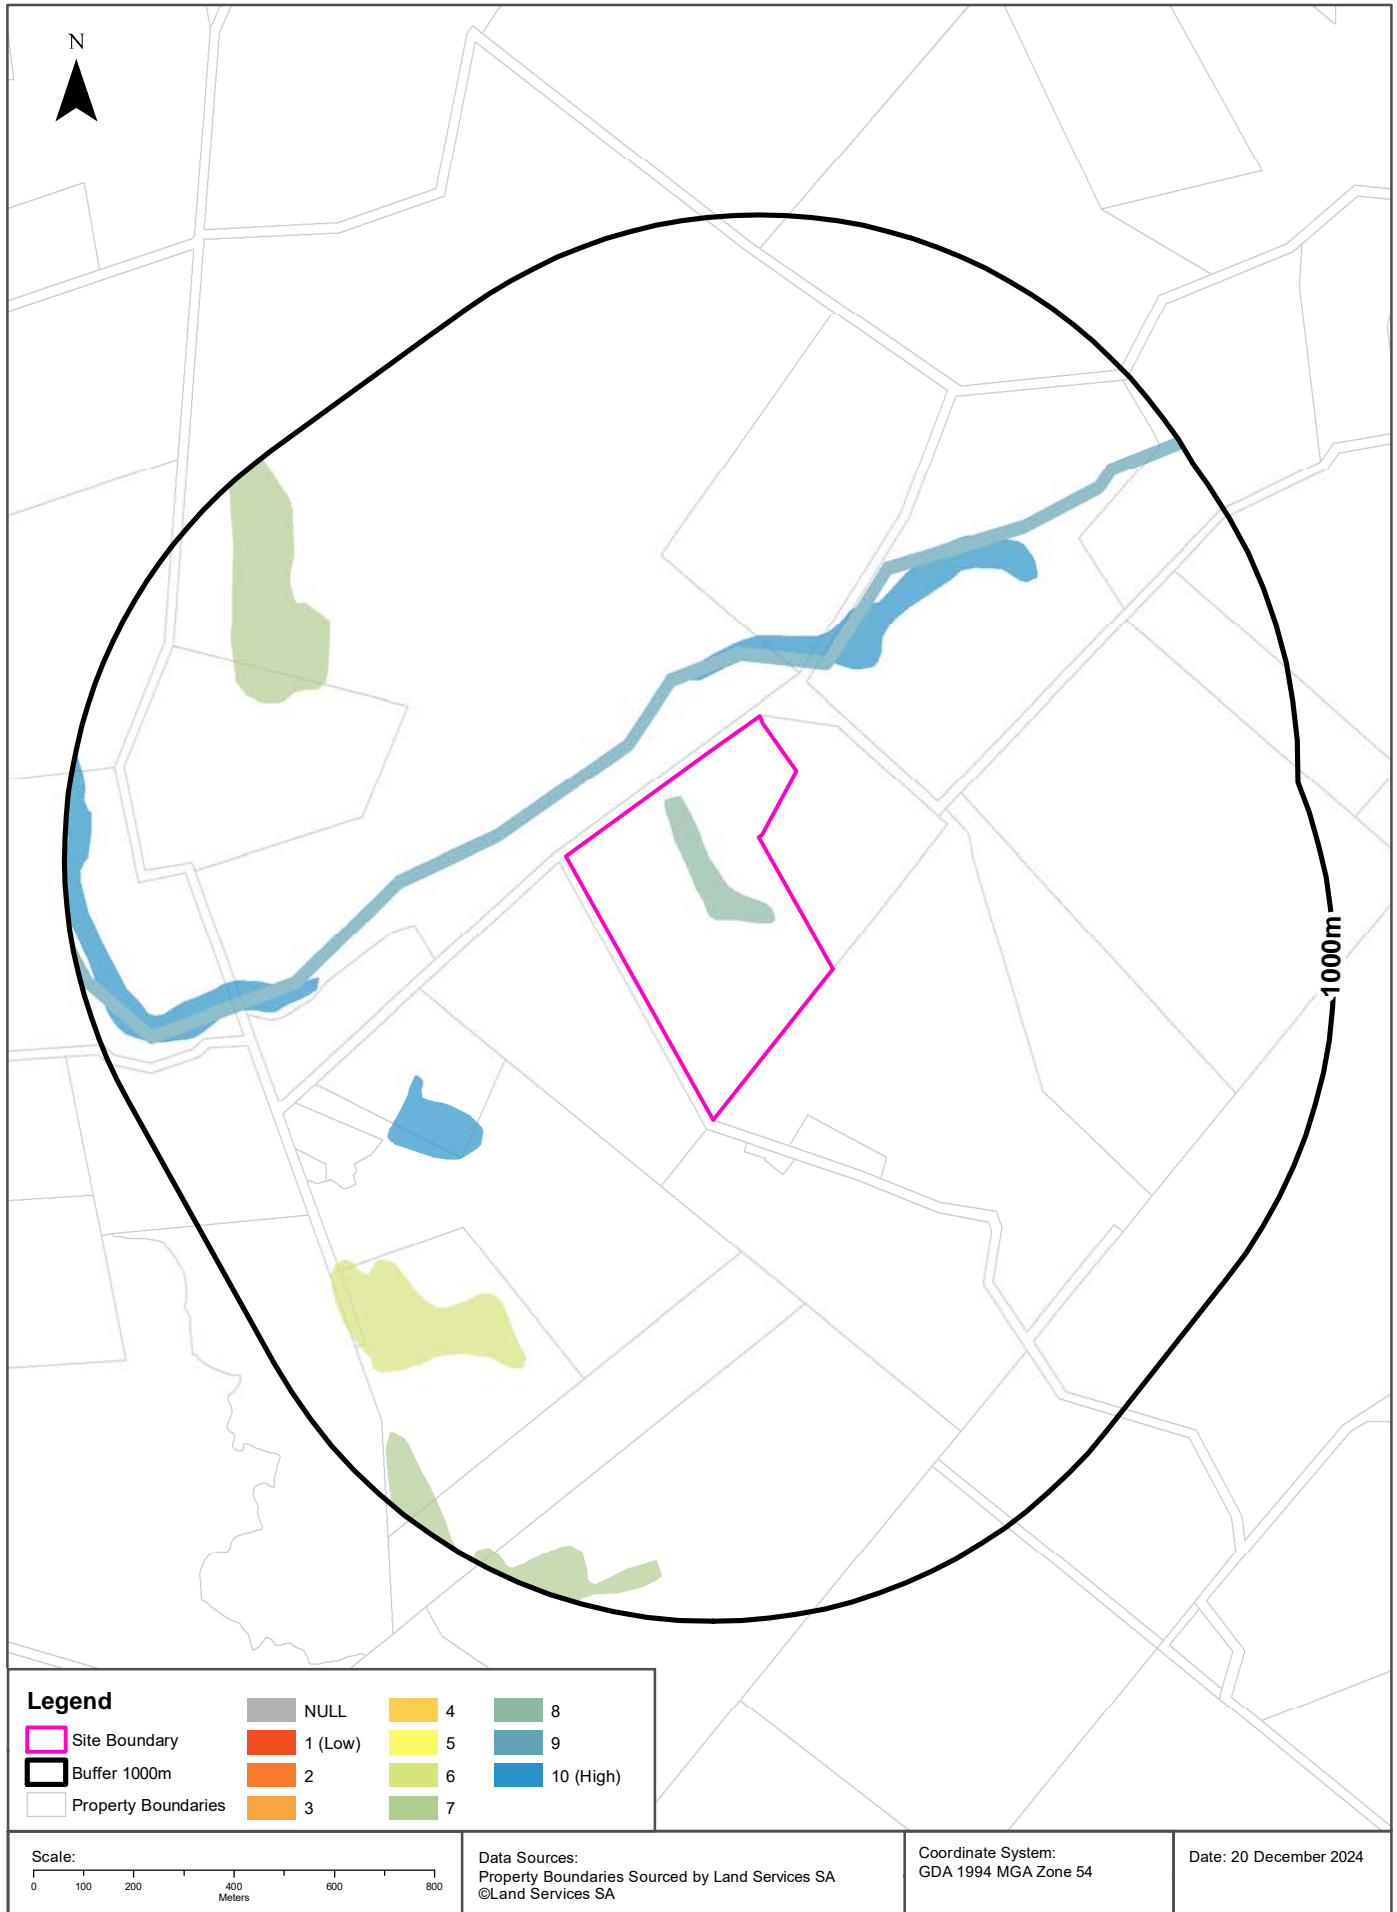 N
1000m
Legend
Site Boundary
Buffer 1000m
Property Boundaries
NULL
1 (Low)
2
3
4
5
6
7
8
9
10 (High)
Scale:
0 100 200 400 600 800
Meters
Data Sources:
Property Boundaries Sourced by Land Services SA
©Land Services SA
Coordinate System:
GDA 1994 MGA Zone 54
Date: 20 December 2024